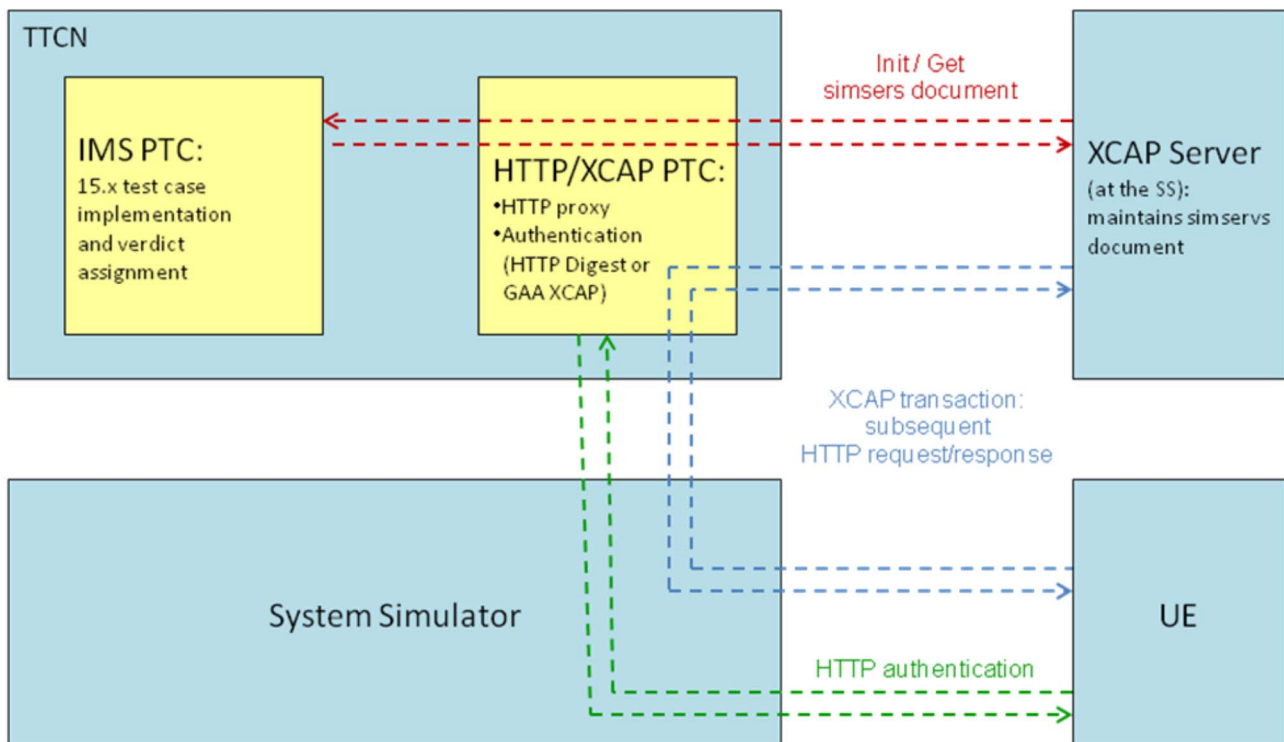 TTCN
IMS PTC:
15.x test case
implementation
and verdict
assignment
HTTP/XCAP PTC:
•HTTP proxy
•Authentication
(HTTP Digest or
GAA XCAP)
Init / Get
simsers document
XCAP Server
(at the SS):
maintains simservs
document
XCAP transaction:
subsequent
HTTP request/response
System Simulator
UE
HTTP authentication